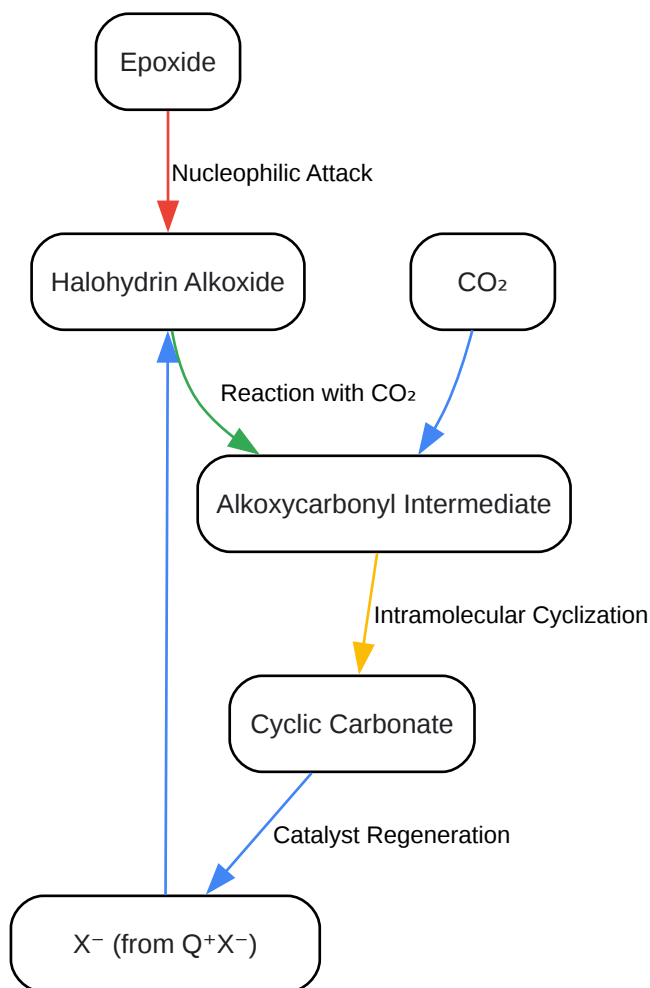 Epoxide
Nucleophilic Attack
Halohydrin Alkoxide
CO₂
Reaction with CO₂
Alkoxycarbonyl Intermediate
Intramolecular Cyclization
Cyclic Carbonate
Catalyst Regeneration
X⁻ (from Q⁺X⁻)